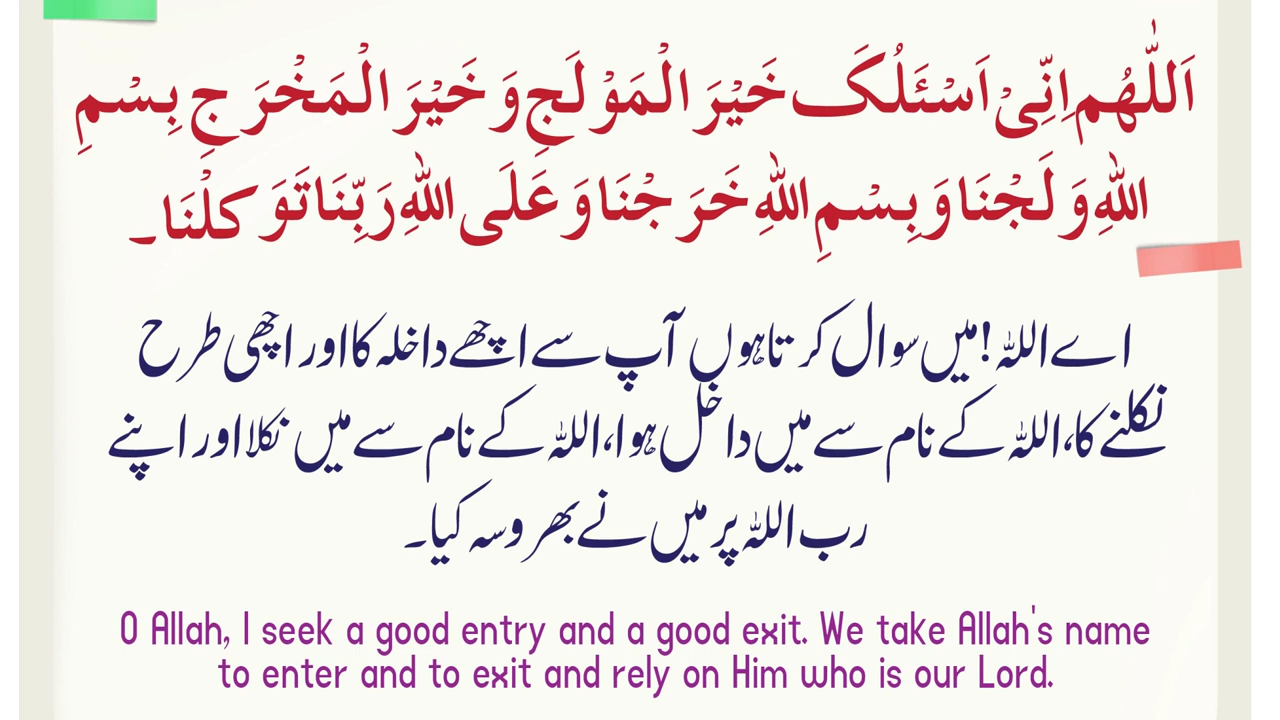 اَللّٰهُمَّ اِنِّیْ اَسْئَلُکَ خَيْرَ الْمَوْلَجِ وَ خَيْرَ الْمَخْرَجِ بِسْمِ
اللّٰهِ وَلَجْنَا وَ بِسْمِ اللّٰهِ خَرَجْنَا وَ عَلَى اللّٰهِ رَبِّنَا تَوَكلْنَا۔
اے اللہ! میں سوال کرتا ہوں آپ سے اچھے داخلہ کا اور اچھی طرح
نکلنے کا، اللہ کے نام سے میں داخل ہوا، اللہ کے نام سے میں نکلا اور اپنے
رب اللہ پر میں نے بھروسہ کیا۔
O Allah, I seek a good entry and a good exit. We take Allah's name
to enter and to exit and rely on Him who is our Lord.